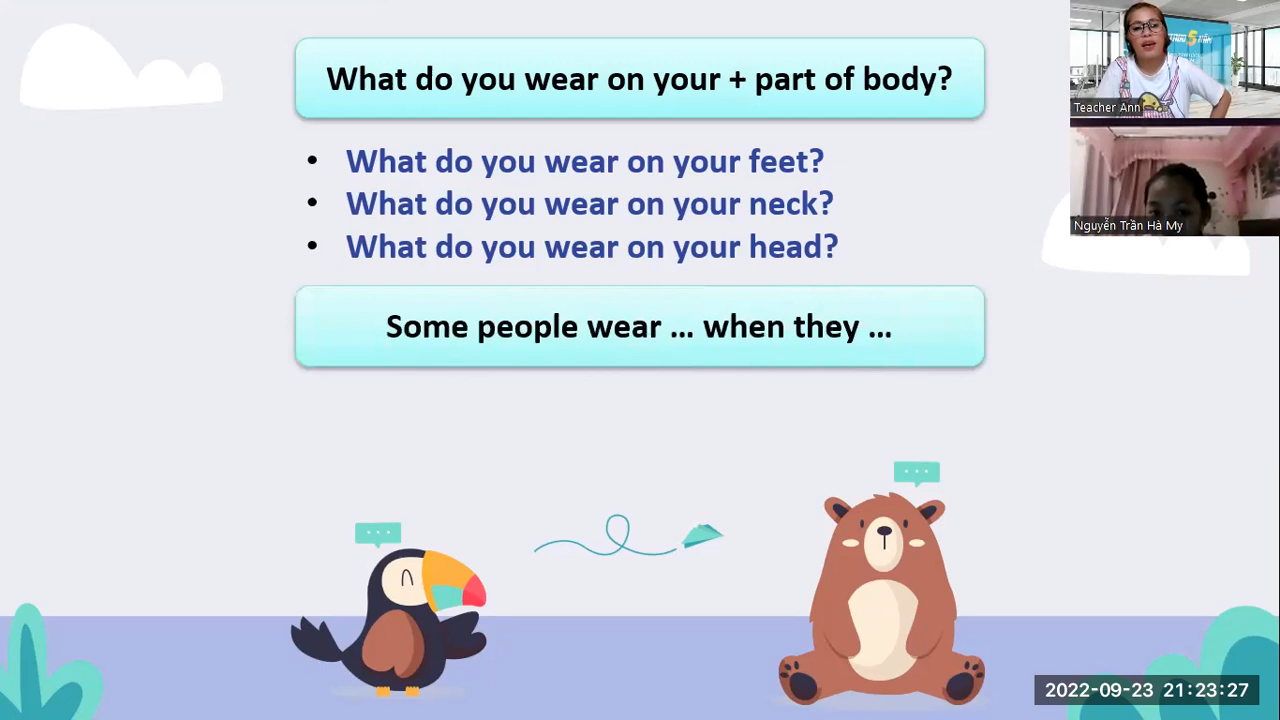 What do you wear on your + part of body?
• What do you wear on your feet?
• What do you wear on your neck?
• What do you wear on your head?
Some people wear ... when they ...
Teacher Ann
Nguyễn Trần Hà My
2022-09-23 21:23:27